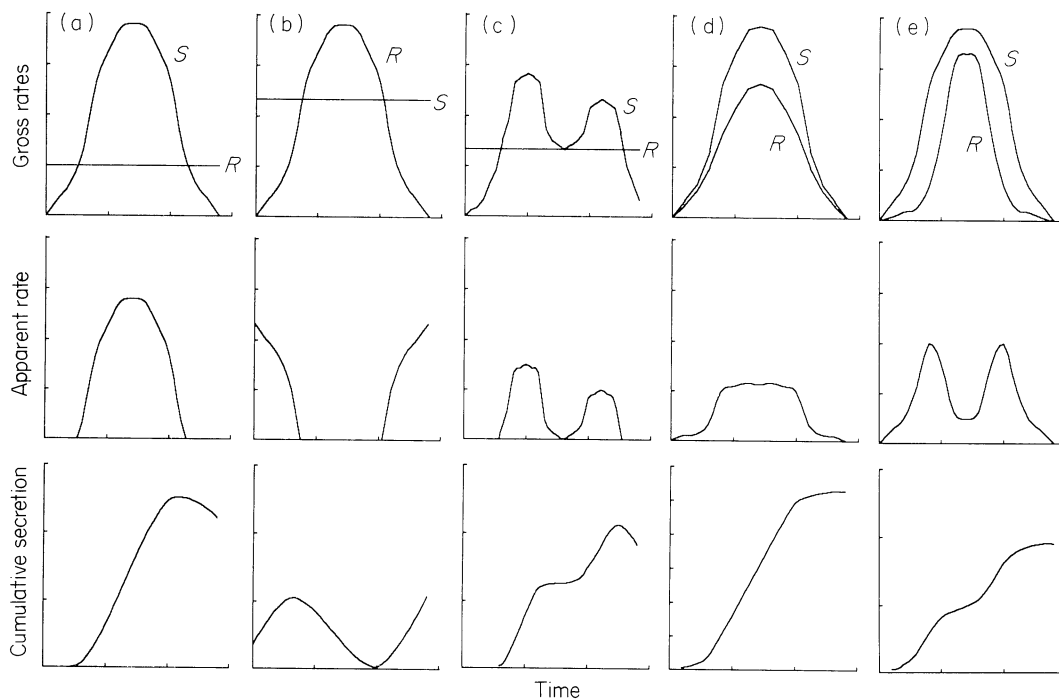 (a)
(b)
(c)
(d)
(e)
Gross rates
S
R
R
S
S
R
S
R
S
R
Apparent rate
Cumulative secretion
Time